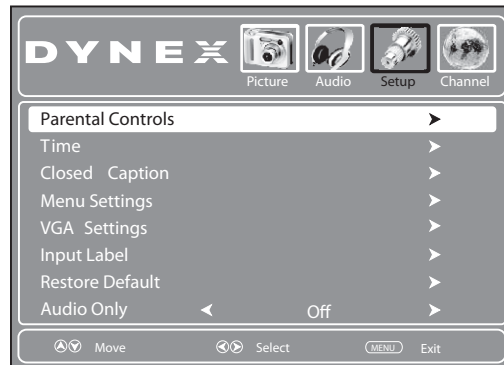 DYNEX
Picture Audio Setup Channel
Parental Controls
Time
Closed Caption
Menu Settings
VGA Settings
Input Label
Restore Default
Audio Only Off
Move Select MENU Exit